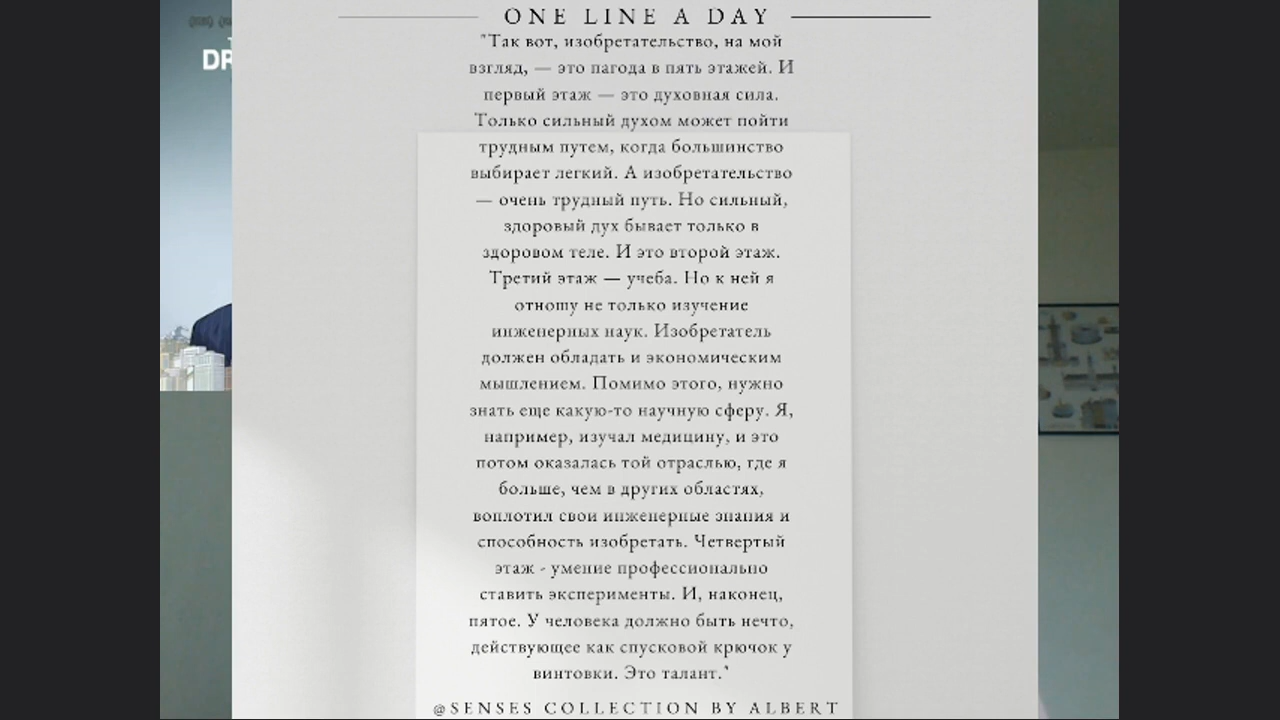 ONE LINE A DAY
DR
"Так вот, изобретательство, на мой
взгляд, — это пагода в пять этажей. И
первый этаж — это духовная сила.
Только сильный духом может пойти
трудным путем, когда большинство
выбирает легкий. А изобретательство
— очень трудный путь. Но сильный,
здоровый дух бывает только в
здоровом теле. И это второй этаж.
Третий этаж — учеба. Но к ней я
отношу не только изучение
инженерных наук. Изобретатель
должен обладать и экономическим
мышлением. Помимо этого, нужно
знать еще какую-то научную сферу. Я,
например, изучал медицину, и это
потом оказалась той отраслью, где я
больше, чем в других областях,
воплотил свои инженерные знания и
способность изобретать. Четвертый
этаж - умение профессионально
ставить эксперименты. И, наконец,
пятое. У человека должно быть нечто,
действующее как спусковой крючок у
винтовки. Это талант."
@SENSES COLLECTION BY ALBERT